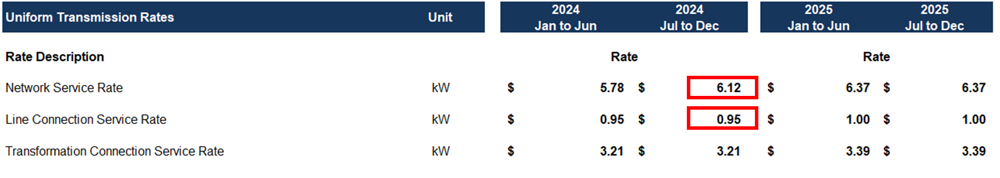 Uniform Transmission Rates Unit 2024 Jan to Jun 2024 Jul to Dec 2025 Jan to Jun 2025 Jul to Dec
Rate Description Rate Rate
Network Service Rate kW $ 5.78 $ 6.12 $ 6.37 $ 6.37
Line Connection Service Rate kW $ 0.95 $ 0.95 $ 1.00 $ 1.00
Transformation Connection Service Rate kW $ 3.21 $ 3.21 $ 3.39 $ 3.39